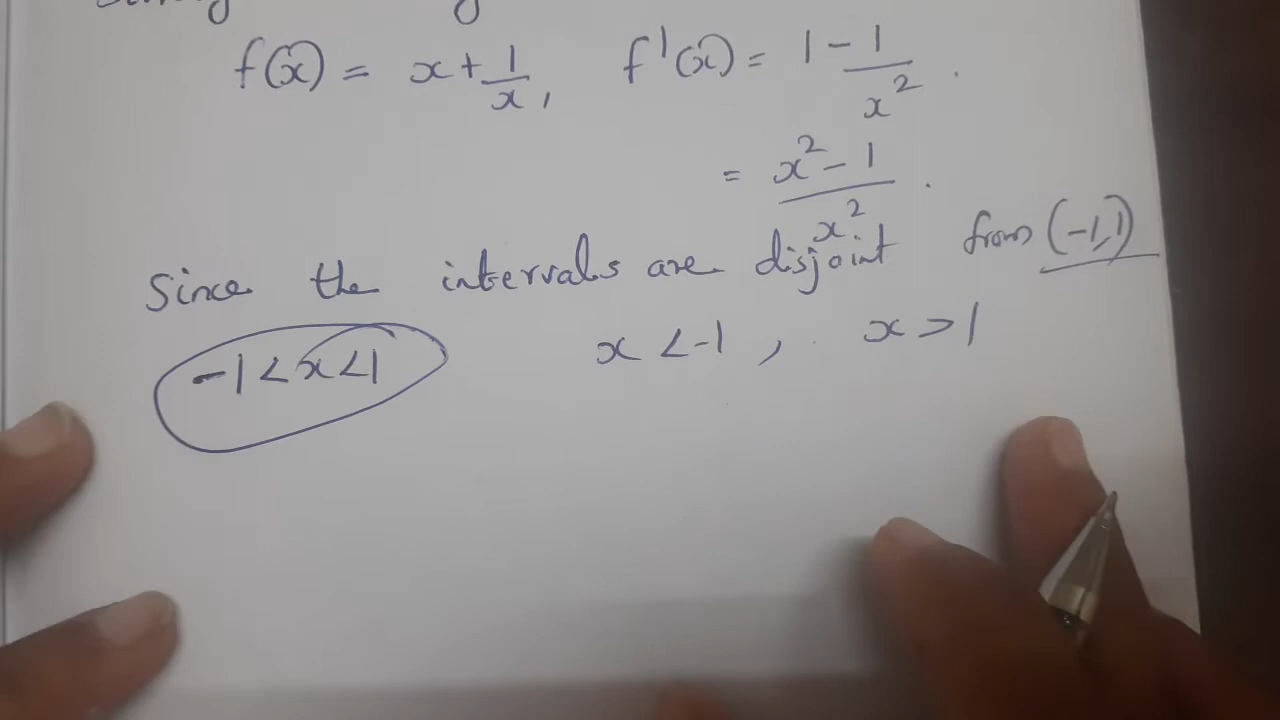 f(x) = x + 1/x, f'(x) = 1 - 1/x² .
= x² - 1 / x² .
Since the intervals are disjoint from (-1,1)
-1 < x < 1 x < -1 , x > 1